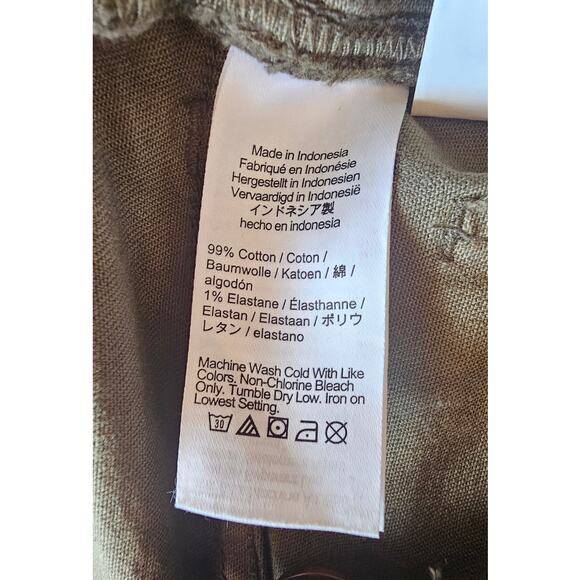 Made in Indonesia
Fabriqué en Indonésie
Hergestellt in Indonesien
Vervaardigd in Indonesië
インドネシア製
hecho en indonesia
99% Cotton / Coton /
Baumwolle / Katoen / 綿 /
algodón
1% Elastane / Élasthanne /
Elastan / Elastaan / ポリウ
レタン / elastano
Machine Wash Cold With Like
Colors. Non-Chlorine Bleach
Only. Tumble Dry Low. Iron on
Lowest Setting.
30